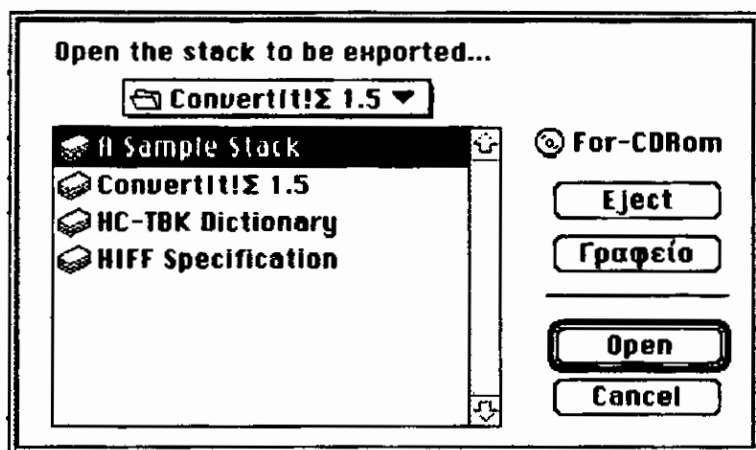 Open the stack to be exported...
ConvertIt!Σ 1.5
A Sample Stack
ConvertIt!Σ 1.5
HC-TBK Dictionary
HIFF Specification
For-CDRom
Eject
Γραφείο
Open
Cancel